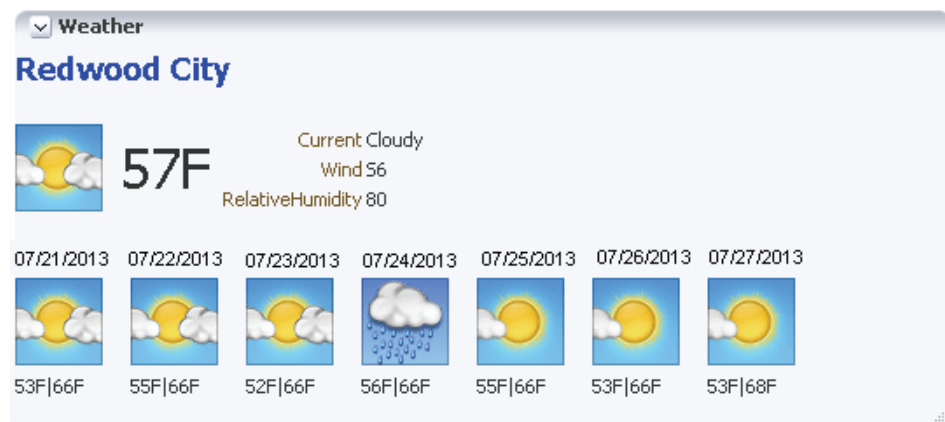 Weather
Redwood City
57F
Current Cloudy
Wind S6
RelativeHumidity 80
07/21/2013 07/22/2013 07/23/2013 07/24/2013 07/25/2013 07/26/2013 07/27/2013
53F|66F 55F|66F 52F|66F 56F|66F 55F|66F 53F|66F 53F|68F